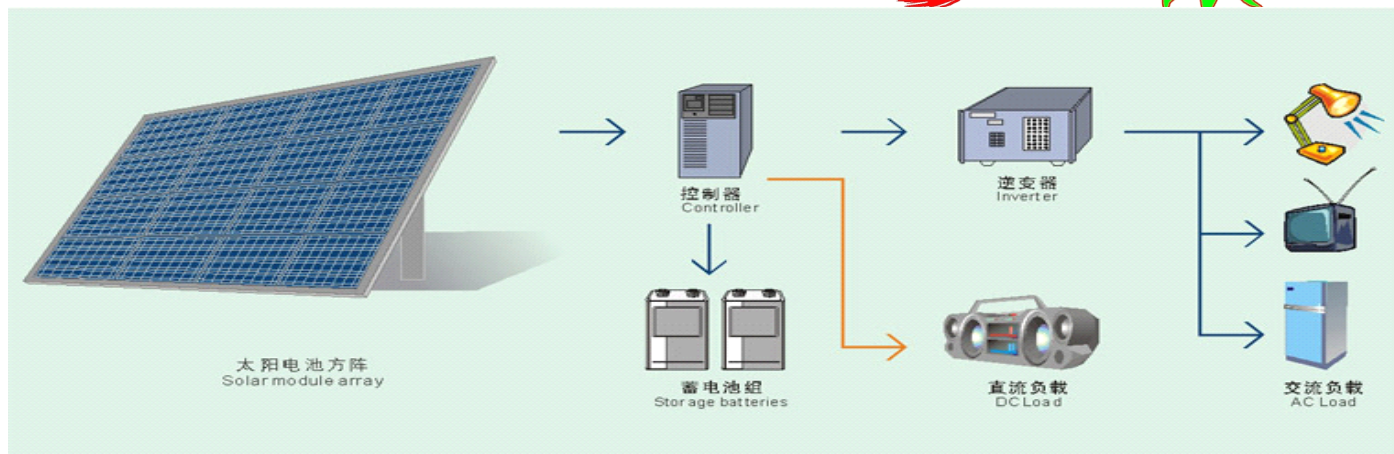 控制器
Controller
逆变器
Inverter
太阳电池方阵
Solar module array
蓄电池组
Storage batteries
直流负载
DC Load
交流负载
AC Load